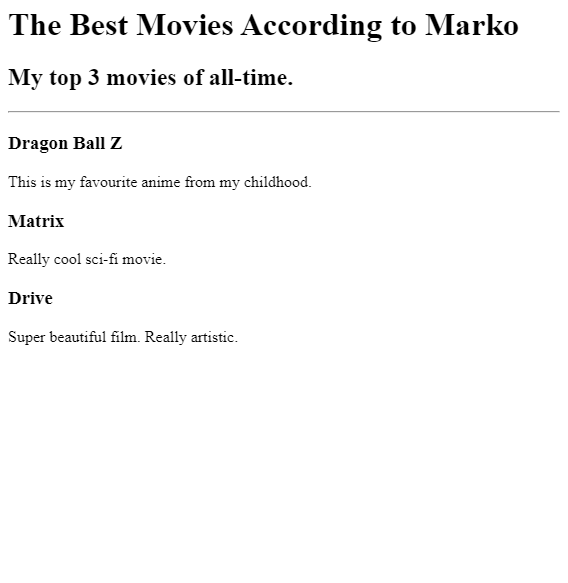 The Best Movies According to Marko
My top 3 movies of all-time.
Dragon Ball Z
This is my favourite anime from my childhood.
Matrix
Really cool sci-fi movie.
Drive
Super beautiful film. Really artistic.